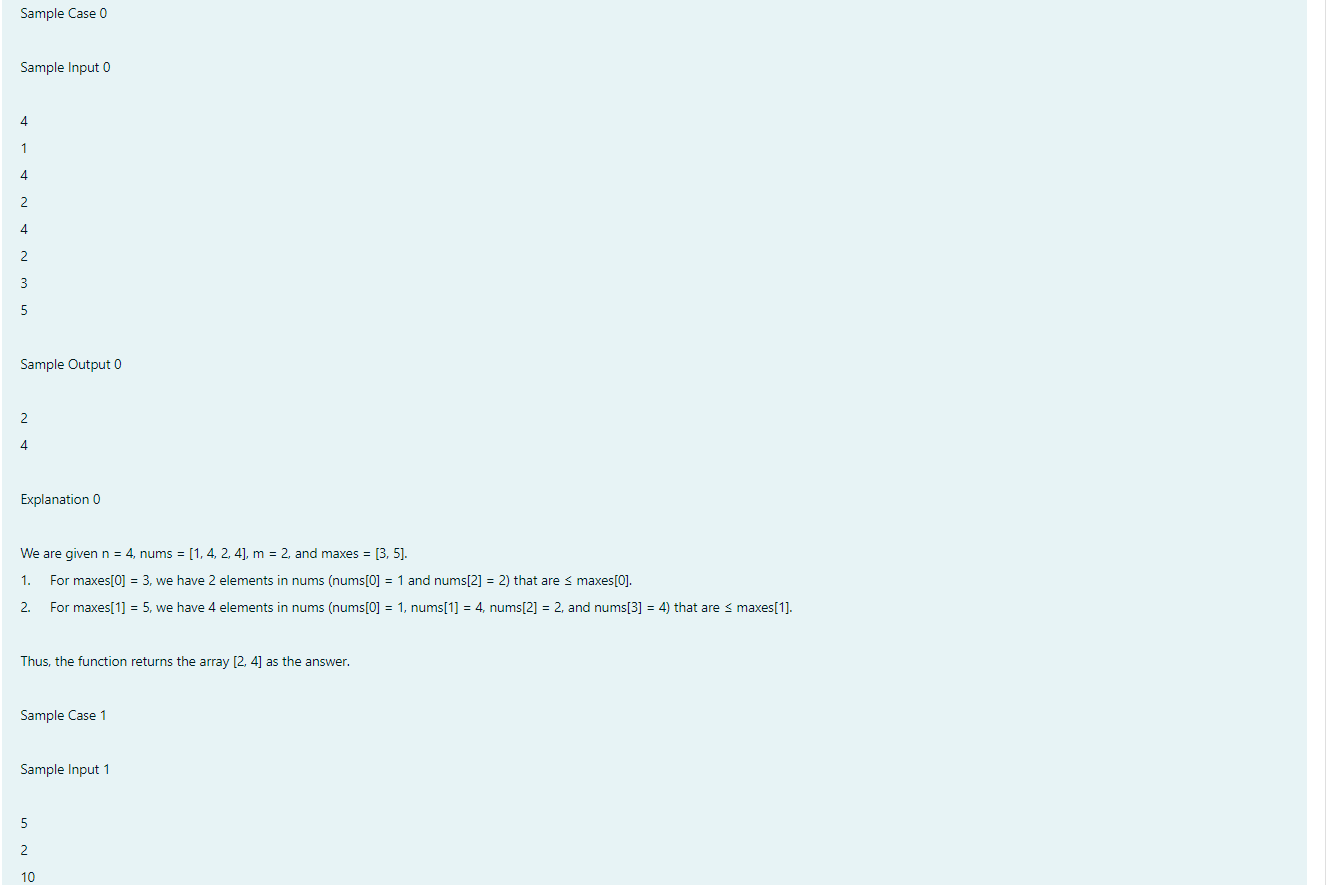 Sample Case 0
Sample Input 0
4
1
4
2
4
2
3
5
Sample Output 0
2
4
Explanation 0
We are given n = 4, nums = [1, 4, 2, 4], m = 2, and maxes = [3, 5].
1. For maxes[0] = 3, we have 2 elements in nums (nums[0] = 1 and nums[2] = 2) that are ≤ maxes[0].
2. For maxes[1] = 5, we have 4 elements in nums (nums[0] = 1, nums[1] = 4, nums[2] = 2, and nums[3] = 4) that are ≤ maxes[1].
Thus, the function returns the array [2, 4] as the answer.
Sample Case 1
Sample Input 1
5
2
10